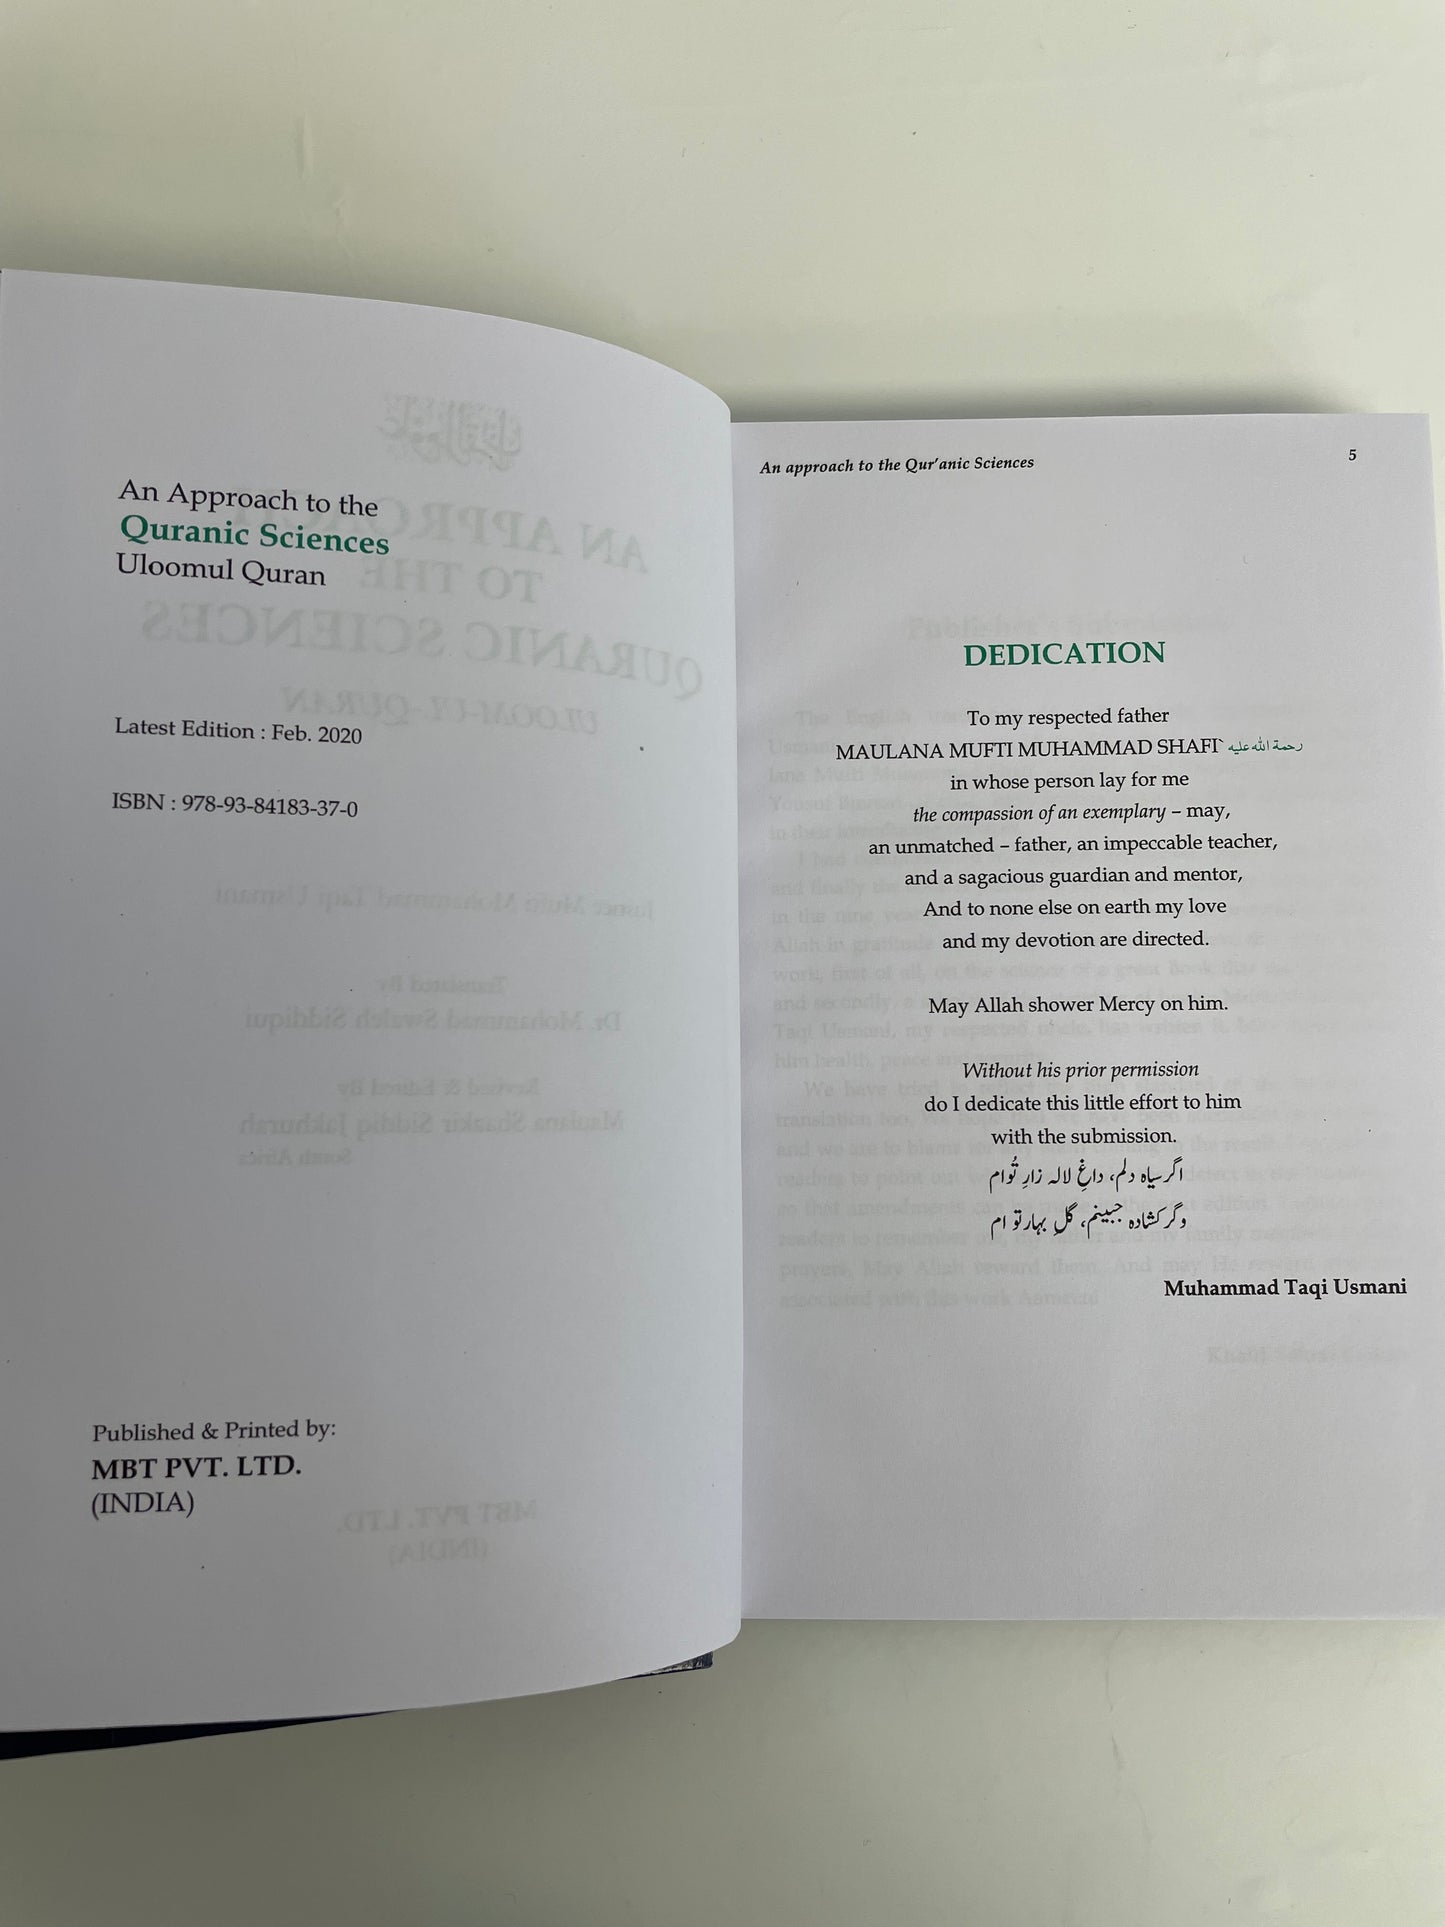 An Approach to the
Quranic Sciences
Uloomul Quran
Latest Edition : Feb. 2020
ISBN : 978-93-84183-37-0
Published & Printed by:
MBT PVT. LTD.
(INDIA)
An approach to the Qur'anic Sciences 5
DEDICATION
To my respected father
MAULANA MUFTI MUHAMMAD SHAFI` رحمة الله عليه
in whose person lay for me
the compassion of an exemplary – may,
an unmatched – father, an impeccable teacher,
and a sagacious guardian and mentor,
And to none else on earth my love
and my devotion are directed.
May Allah shower Mercy on him.
Without his prior permission
do I dedicate this little effort to him
with the submission.
اگر سیاہ دلم، داغِ لالہ زارِ تُوام
وگر کشادہ جبینم، گلِ بہار تو ام
Muhammad Taqi Usmani